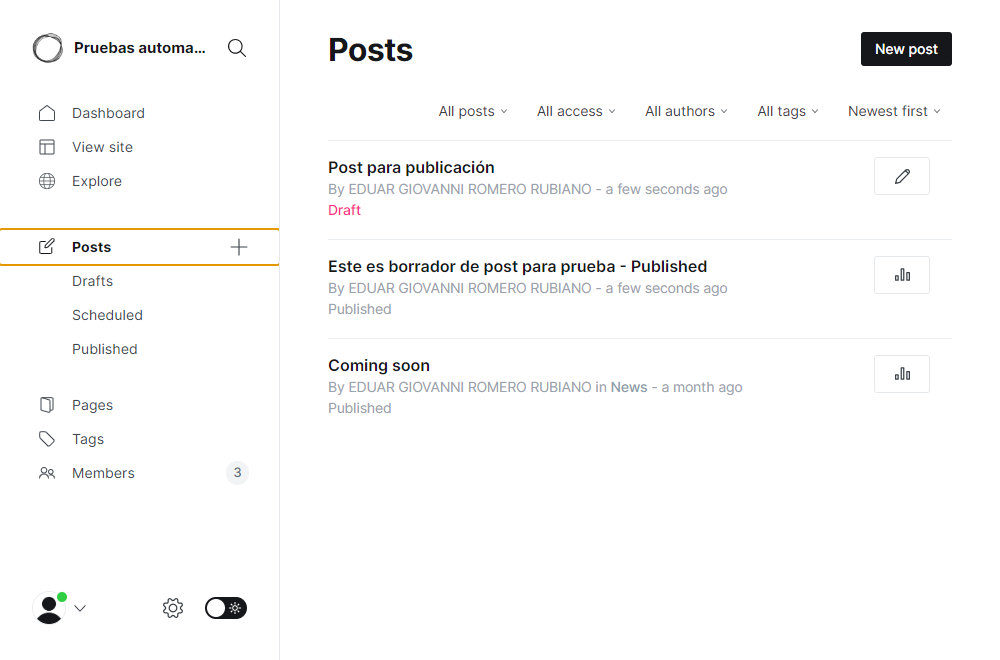 Pruebas automa...
Dashboard
View site
Explore
Posts
Drafts
Scheduled
Published
Pages
Tags
Members 3
Posts
New post
All posts All access All authors All tags Newest first
Post para publicación
By EDUAR GIOVANNI ROMERO RUBIANO - a few seconds ago
Draft
Este es borrador de post para prueba - Published
By EDUAR GIOVANNI ROMERO RUBIANO - a few seconds ago
Published
Coming soon
By EDUAR GIOVANNI ROMERO RUBIANO in News - a month ago
Published